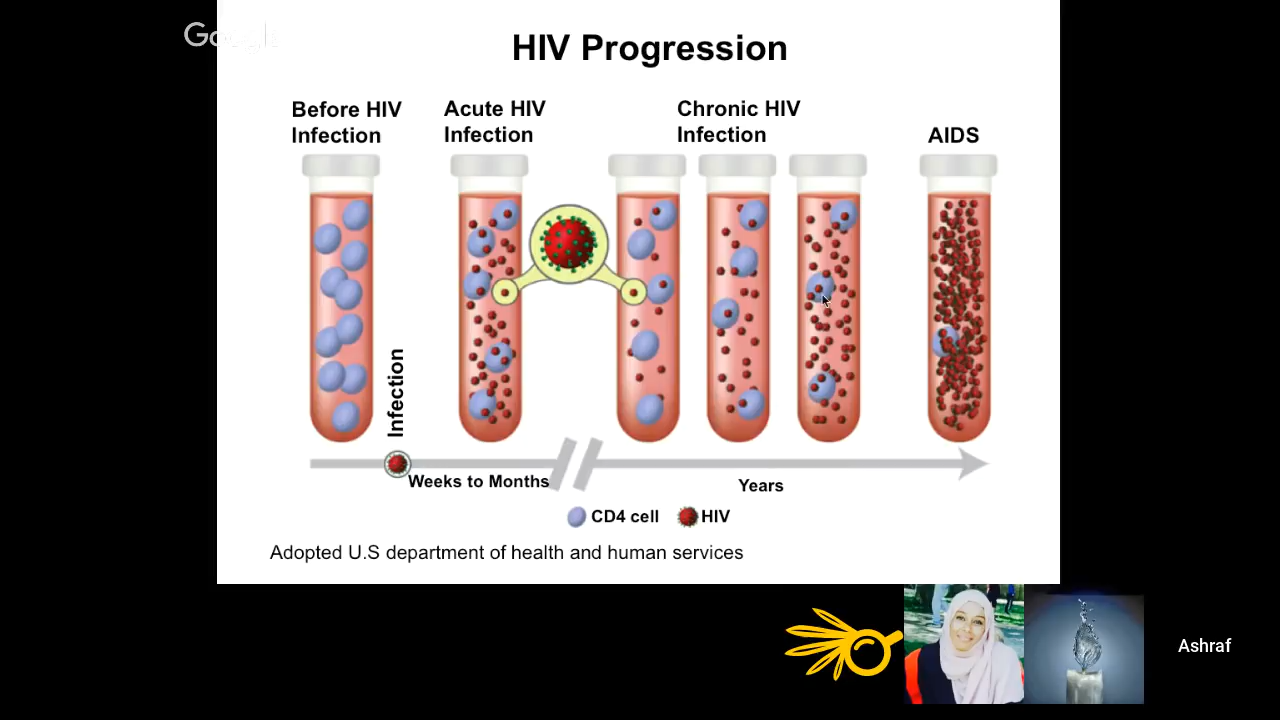 Google
HIV Progression
Before HIV
Infection
Acute HIV
Infection
Chronic HIV
Infection
AIDS
Infection
Weeks to Months
Years
CD4 cell
HIV
Adopted U.S department of health and human services
Ashraf